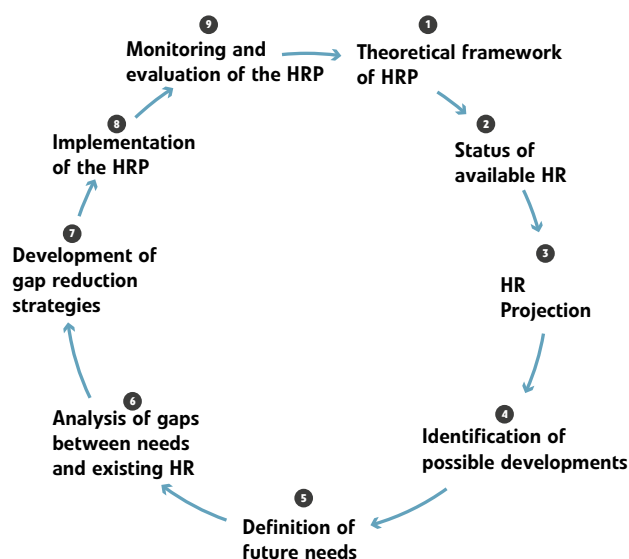 1
Theoretical framework
of HRP
2
Status of
available HR
3
HR
Projection
4
Identification of
possible developments
5
Definition of
future needs
6
Analysis of gaps
between needs
and existing HR
7
Development of
gap reduction
strategies
8
Implementation
of the HRP
9
Monitoring and
evaluation of the HRP